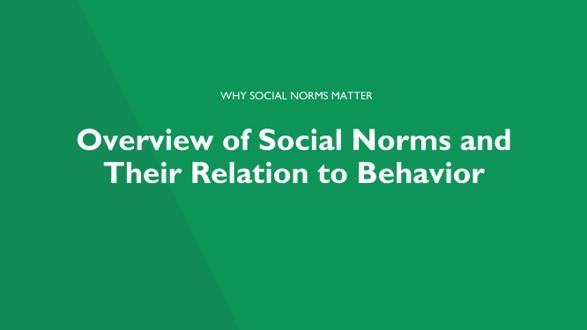 WHY SOCIAL NORMS MATTER
Overview of Social Norms and
Their Relation to Behavior